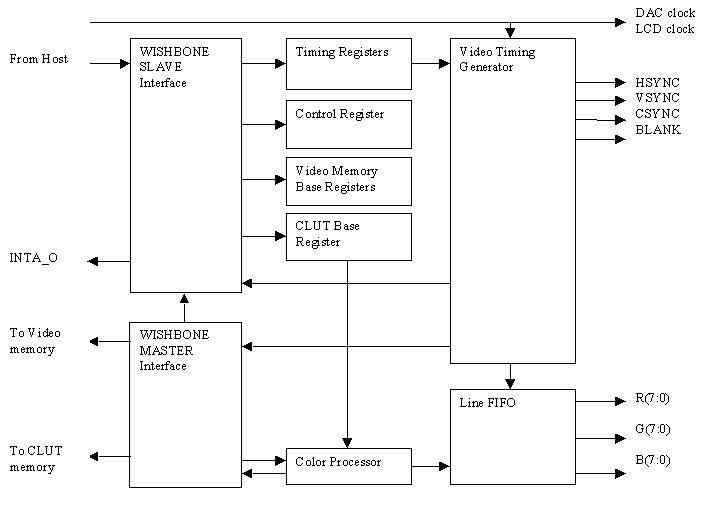 DAC clock
LCD clock
From Host
WISHBONE
SLAVE
Interface
Timing Registers
Video Timing
Generator
HSYNC
VSYNC
CSYNC
BLANK
Control Register
Video Memory
Base Registers
CLUT Base
Register
INTA_O
To Video
memory
WISHBONE
MASTER
Interface
Line FIFO
R(7:0)
G(7:0)
B(7:0)
To CLUT
memory
Color Processor